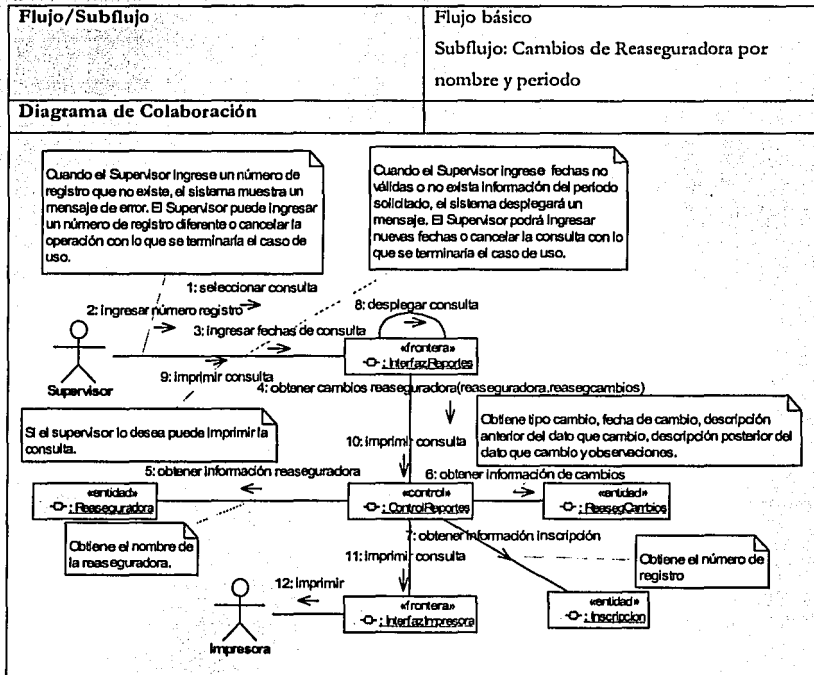 Flujo/Subflujo
Flujo básico
Subflujo: Cambios de Reaseguradora por
nombre y periodo
Diagrama de Colaboración
Cuando el Supervisor ingrese un número de
registro que no existe, el sistema muestra un
mensaje de error. El Supervisor puede ingresar
un número de registro diferente o cancelar la
operación con lo que se terminaría el caso de
uso.
Cuando el Supervisor ingrese fechas no
válidas o no exista información del periodo
solicitado, el sistema desplegará un
mensaje. El Supervisor podrá ingresar
nuevas fechas o cancelar la consulta con lo
que se terminaría el caso de uso.
1: seleccionar consulta
2: ingresar número registro
8: desplegar consulta
3: ingresar fechas de consulta
«frontera»
: InterfazReportes
9: imprimir consulta
Supervisor
4: obtener cambios reaseguradora(reaseguradora,reasegcambios)
Si el supervisor lo desea puede imprimir la
consulta.
Obtiene tipo cambio, fecha de cambio, descripción
anterior del dato que cambio, descripción posterior del
dato que cambio y observaciones.
10: imprimir consulta
5: obtener información reaseguradora
6: obtener información de cambios
«entidad»
: Reaseguradora
«control»
: ControlReportes
«entidad»
: ReasegCambios
7: obtener información inscripción
Obtiene el nombre de
la reaseguradora.
11: imprimir consulta
Obtiene el número de
registro
12: imprimir
«frontera»
: InterfazImpresora
«entidad»
: Inscripcion
Impresora